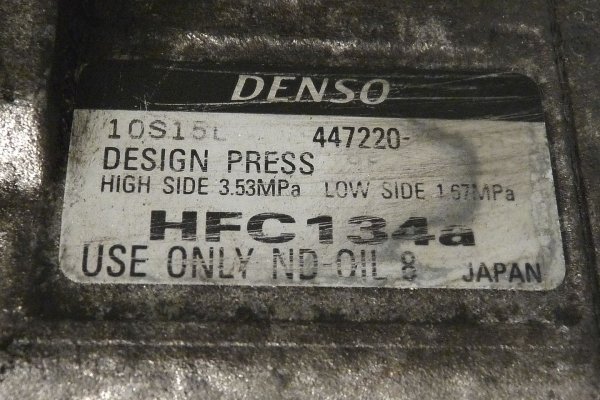 DENSO
10S15L 447220-
DESIGN PRESS
HIGH SIDE 3.53MPa LOW SIDE 1.67MPa
HFC134a
USE ONLY ND-OIL 8 JAPAN